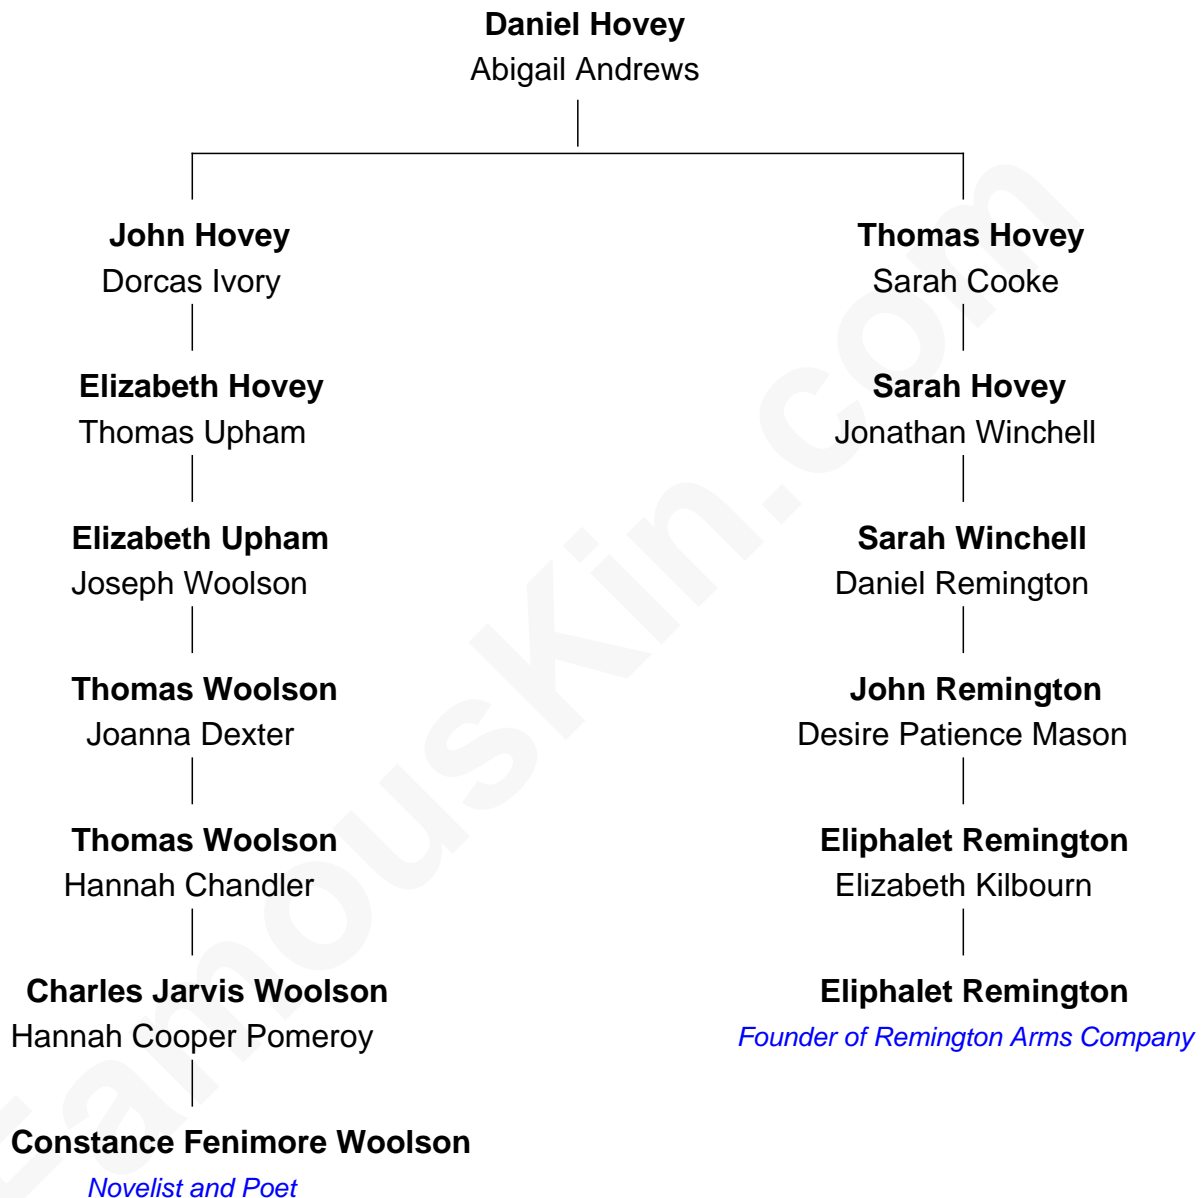 Daniel Hovey
Abigail Andrews
John Hovey
Dorcas Ivory
Elizabeth Hovey
Thomas Upham
Elizabeth Upham
Joseph Woolson
Thomas Woolson
Joanna Dexter
Thomas Woolson
Hannah Chandler
Charles Jarvis Woolson
Hannah Cooper Pomeroy
Constance Fenimore Woolson
Novelist and Poet
Thomas Hovey
Sarah Cooke
Sarah Hovey
Jonathan Winchell
Sarah Winchell
Daniel Remington
John Remington
Desire Patience Mason
Eliphalet Remington
Elizabeth Kilbourn
Eliphalet Remington
Founder of Remington Arms Company
FamousKin.com